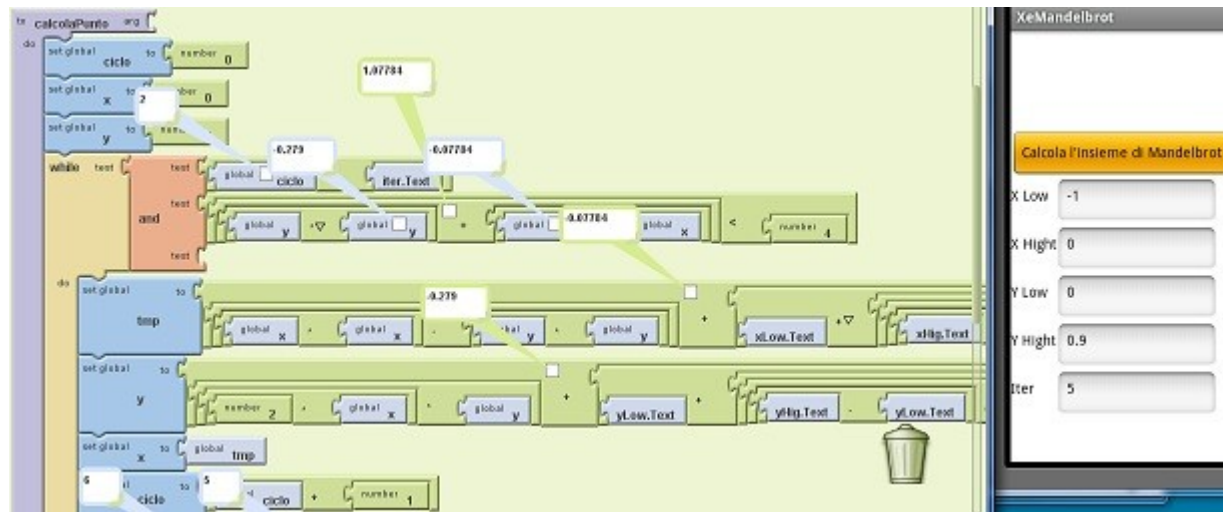 to calcolaPunto arg
do set global ciclo to number 0
set global x to number 0
set global y to number
2
1.07784
-0.279
-0.07784
while test and test global ciclo iter.Text
test global y global y + global global x < number 4
test
-0.07784
do set global tmp to global x global x - global y global y + xLow.Text xHig.Text
-0.279
set global y to number 2 global x global y + yLow.Text yHig.Text - yLow.Text
set global x to global tmp
6
5
ciclo to ciclo + number 1
XeMandelbrot
Calcola l'Insieme di Mandelbrot
X Low -1
X Hight 0
Y Low 0
Y Hight 0.9
Iter 5